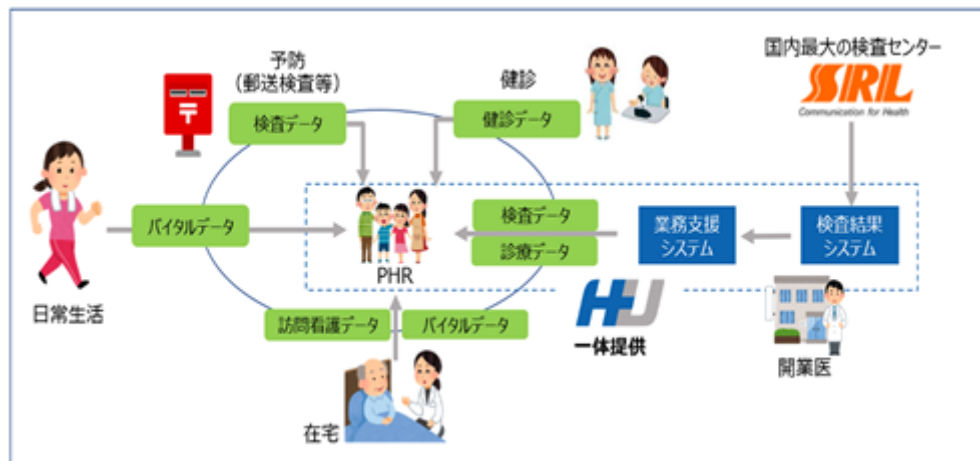 予防
（郵送検査等）
検査データ
健診
健診データ
国内最大の検査センター
SRL
Communication for Health
バイタルデータ
日常生活
PHR
検査データ
診療データ
業務支援
システム
検査結果
システム
訪問看護データ
バイタルデータ
在宅
HU
一体提供
開業医
〒